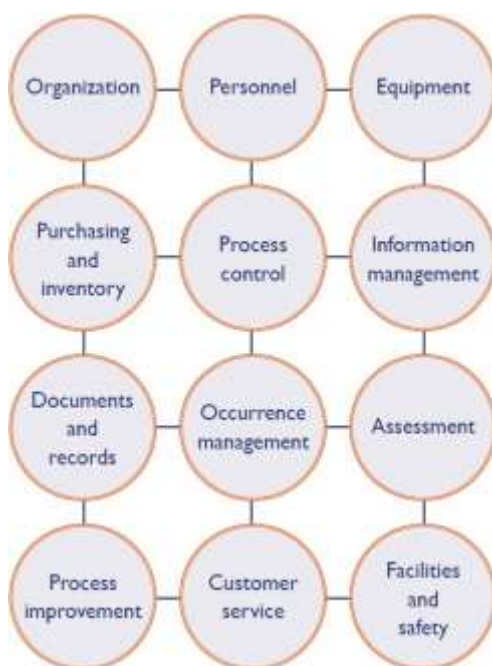 Organization
Personnel
Equipment
Purchasing
and
inventory
Process
control
Information
management
Documents
and
records
Occurrence
management
Assessment
Process
improvement
Customer
service
Facilities
and
safety